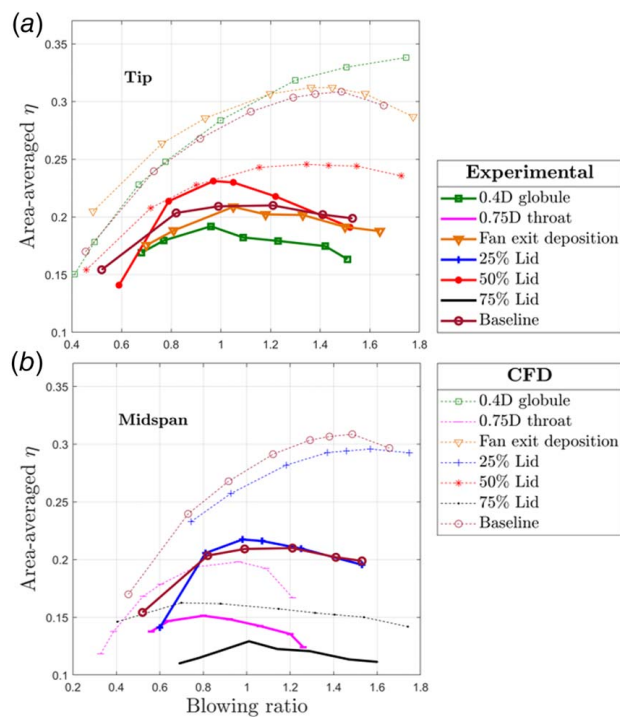 (a)
0.35
0.3
0.25
0.2
0.15
0.1
Area-averaged η
Tip
0.4 0.6 0.8 1 1.2 1.4 1.6 1.8
Experimental
0.4D globule
0.75D throat
Fan exit deposition
25% Lid
50% Lid
75% Lid
Baseline
(b)
0.35
0.3
0.25
0.2
0.15
0.1
Area-averaged η
Midspan
0.2 0.4 0.6 0.8 1 1.2 1.4 1.6 1.8
Blowing ratio
CFD
0.4D globule
0.75D throat
Fan exit deposition
25% Lid
50% Lid
75% Lid
Baseline